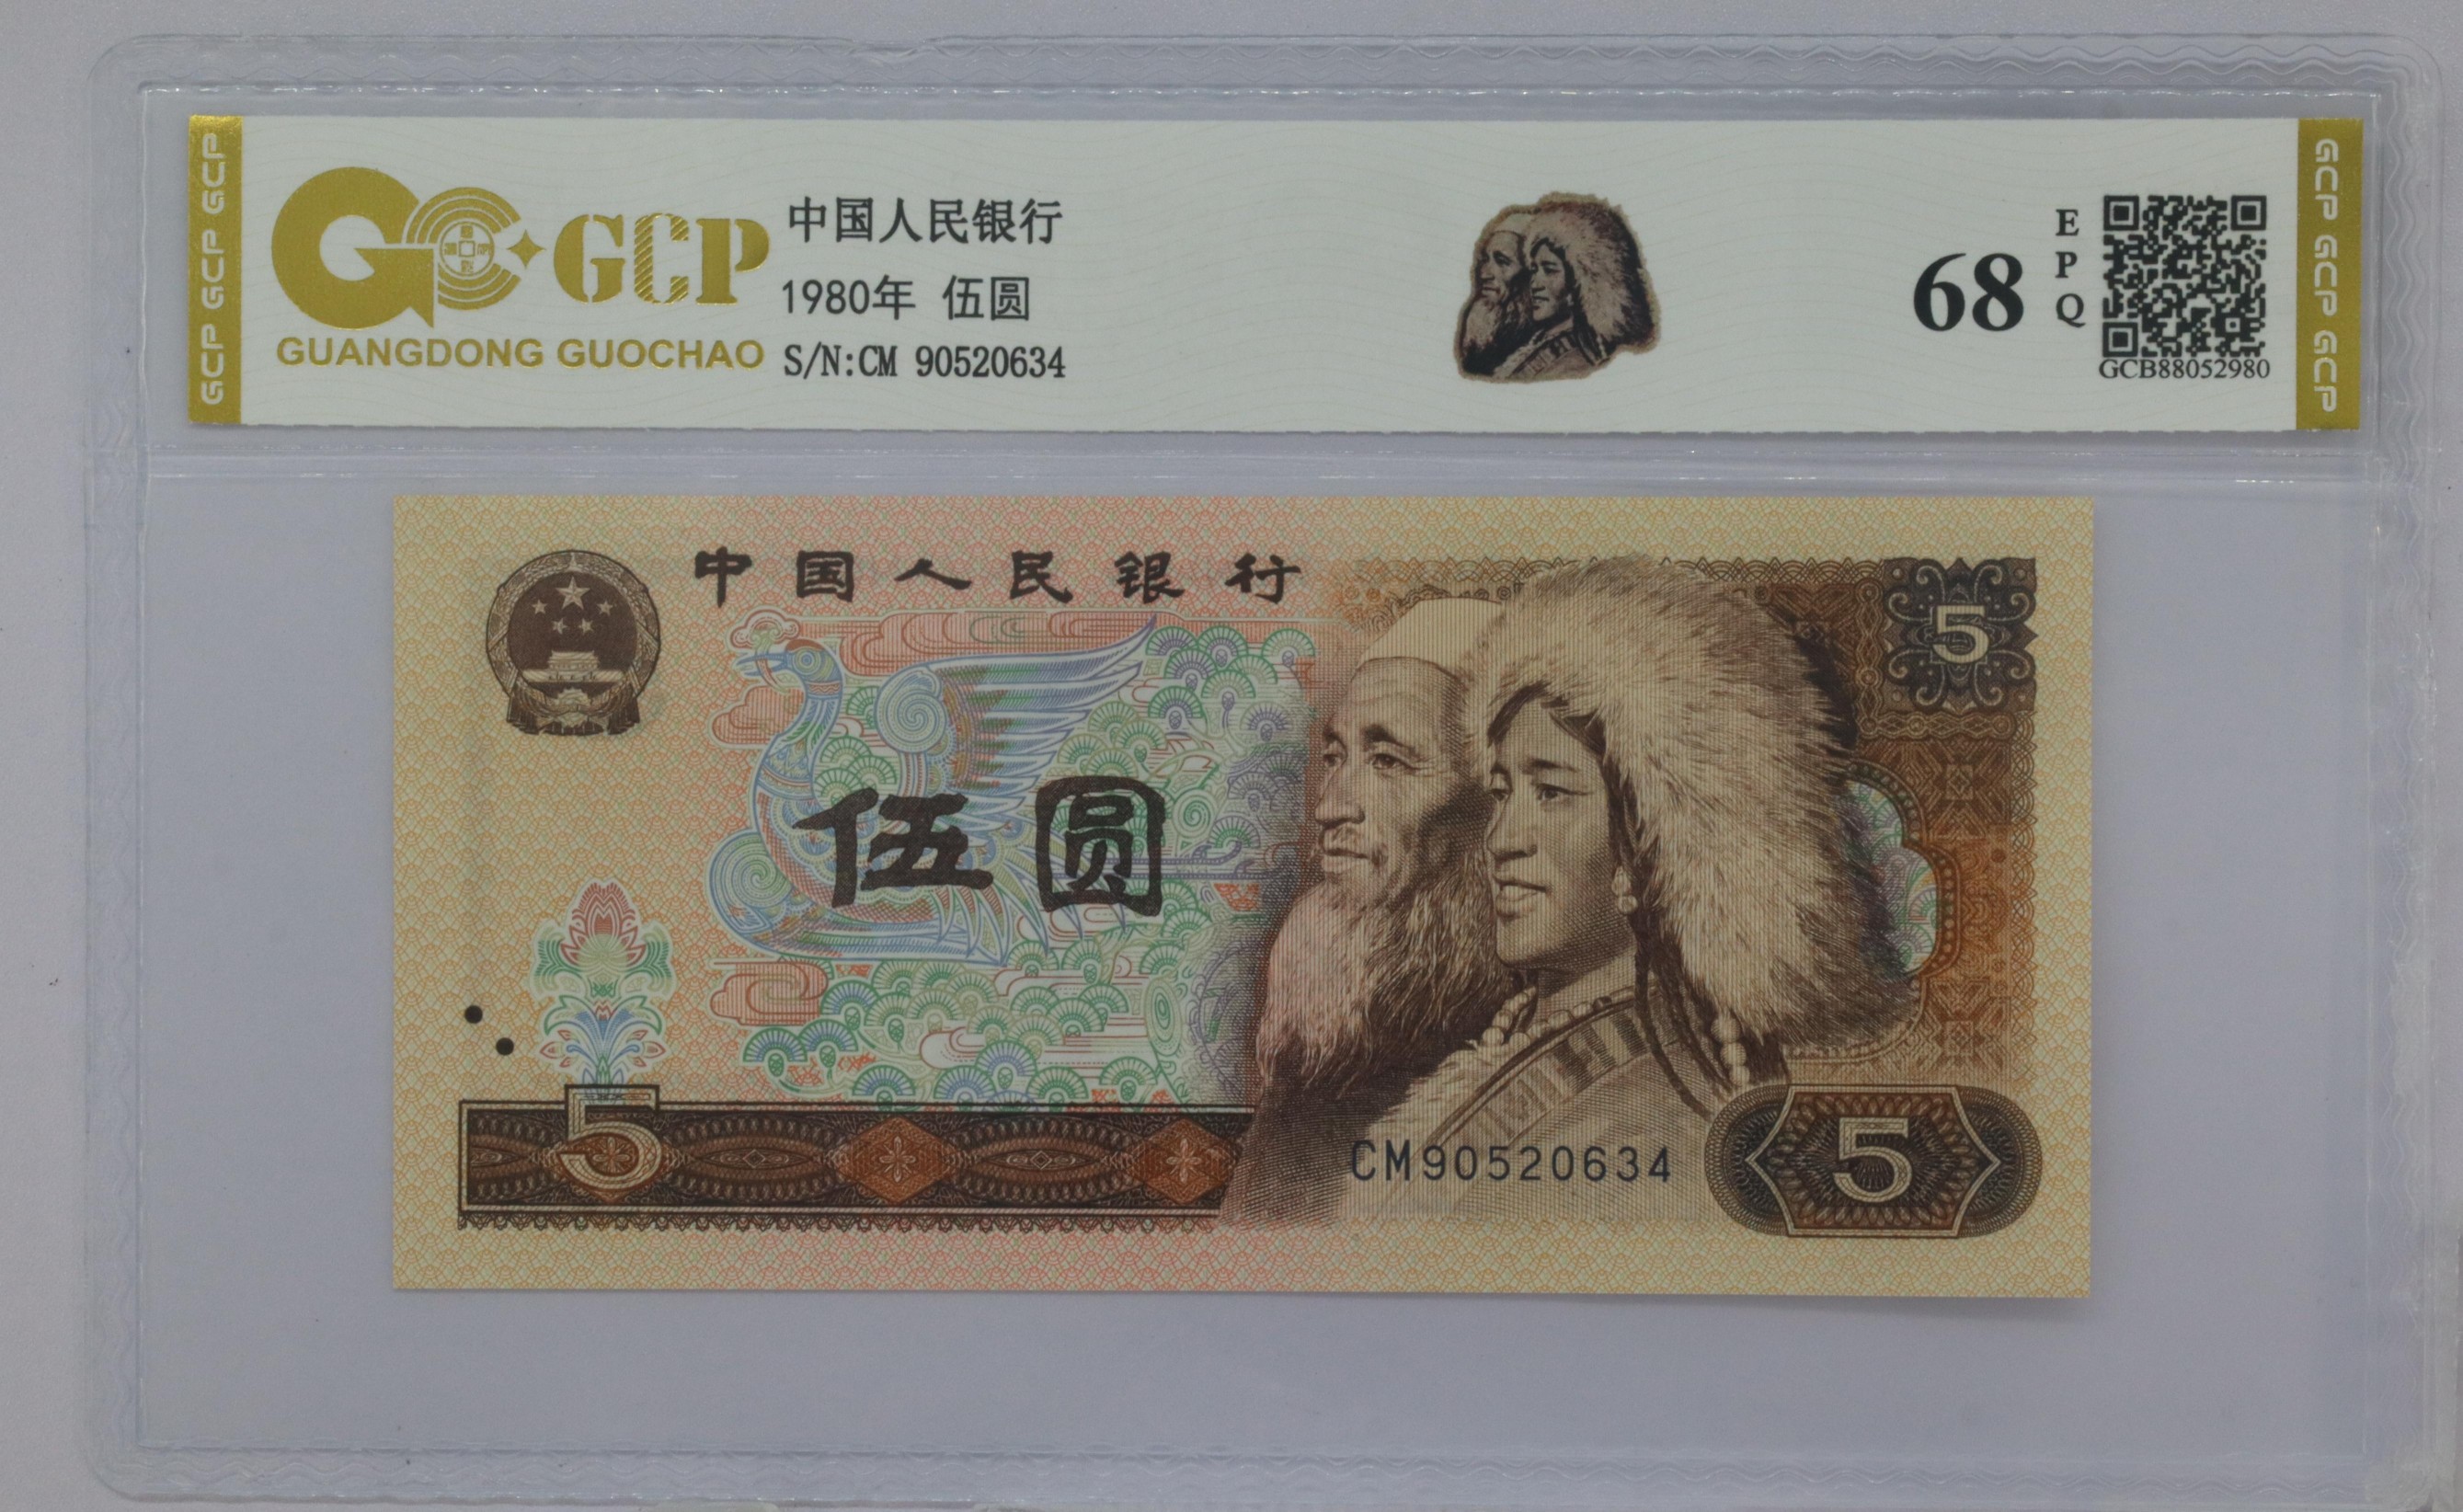 GCP GCP GCP
GCP
GUANGDONG GUOCHAO
中国人民银行
1980年 伍圆
S/N:CM 90520634
68
EPQ
GCB88052980
GCP GCP GCP
中国人民银行
5
伍圆
5
CM90520634
5